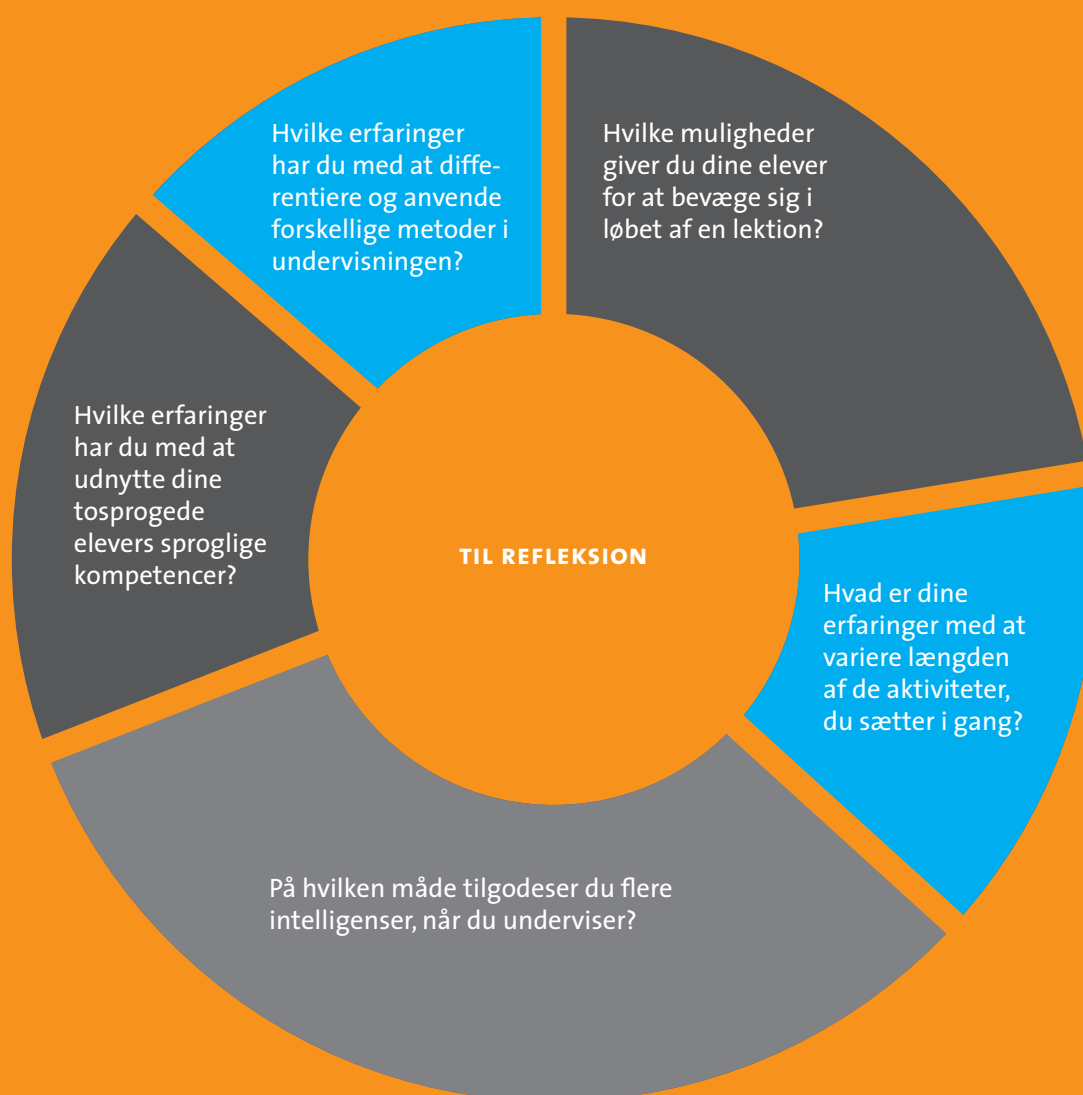 Hvilke erfaringer
har du med at diffe-
rentiere og anvende
forskellige metoder i
undervisningen?
Hvilke muligheder
giver du dine elever
for at bevæge sig i
løbet af en lektion?
Hvilke erfaringer
har du med at
udnytte dine
tosprogede
elevers sproglige
kompetencer?
TIL REFLEKSION
Hvad er dine
erfaringer med at
variere længden
af de aktiviteter,
du sætter i gang?
På hvilken måde tilgodeser du flere
intelligenser, når du underviser?